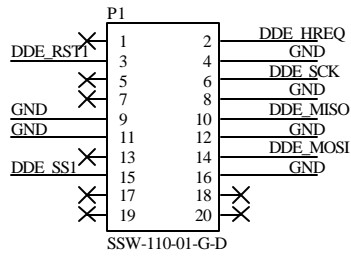 P1
1 2 DDE_HREQ
DDE_RST1 3 4 GND
5 6 DDE_SCK
7 8 GND
GND 9 10 DDE_MISO
GND 11 12 GND
13 14 DDE_MOSI
DDE_SS1 15 16 GND
17 18
19 20
SSW-110-01-G-D